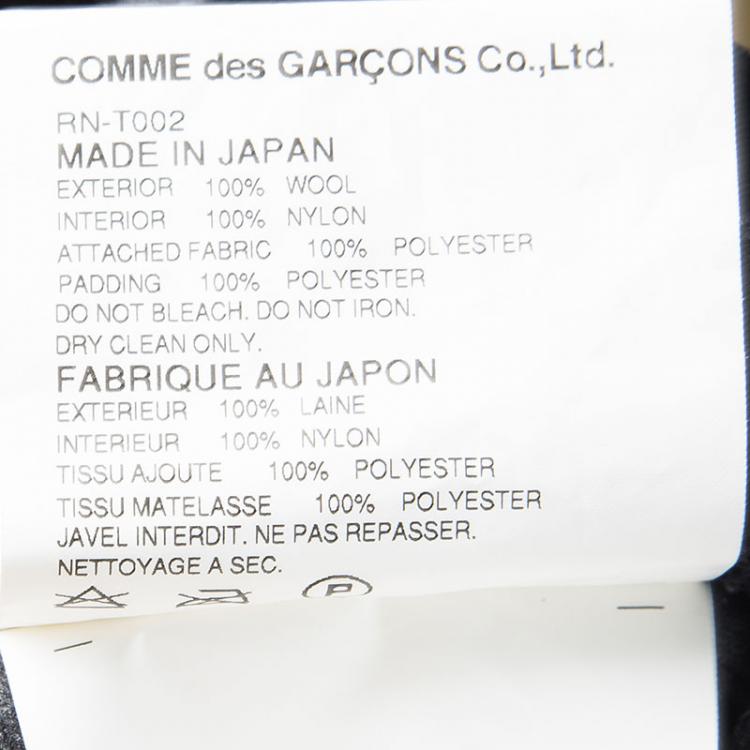 COMME des GARÇONS Co.,Ltd.
RN-T002
MADE IN JAPAN
EXTERIOR 100% WOOL
INTERIOR 100% NYLON
ATTACHED FABRIC 100% POLYESTER
PADDING 100% POLYESTER
DO NOT BLEACH. DO NOT IRON.
DRY CLEAN ONLY.
FABRIQUE AU JAPON
EXTERIEUR 100% LAINE
INTERIEUR 100% NYLON
TISSU AJOUTE 100% POLYESTER
TISSU MATELASSE 100% POLYESTER
JAVEL INTERDIT. NE PAS REPASSER.
NETTOYAGE A SEC.
P